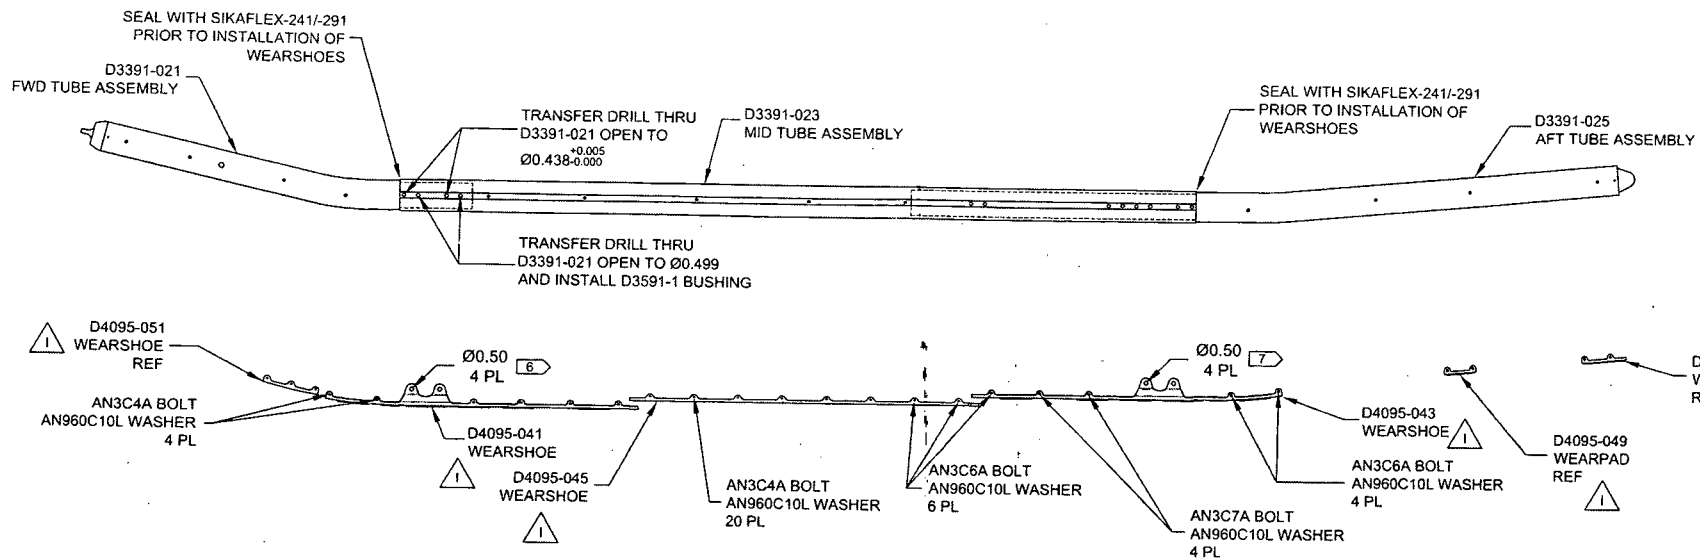 SEAL WITH SIKAFLEX-241/-291
PRIOR TO INSTALLATION OF
WEARSHOES
D3391-021
FWD TUBE ASSEMBLY
TRANSFER DRILL THRU
D3391-021 OPEN TO
Ø0.438+0.005
-0.000
D3391-023
MID TUBE ASSEMBLY
SEAL WITH SIKAFLEX-241/-291
PRIOR TO INSTALLATION OF
WEARSHOES
D3391-025
AFT TUBE ASSEMBLY
TRANSFER DRILL THRU
D3391-021 OPEN TO Ø0.499
AND INSTALL D3591-1 BUSHING
D4095-051
WEARSHOE
REF
1
Ø0.50
4 PL
6
Ø0.50
4 PL
7
D
W
R
AN3C4A BOLT
AN960C10L WASHER
4 PL
D4095-041
WEARSHOE
1
D4095-045
WEARSHOE
1
AN3C4A BOLT
AN960C10L WASHER
20 PL
AN3C6A BOLT
AN960C10L WASHER
6 PL
AN3C7A BOLT
AN960C10L WASHER
4 PL
D4095-043
WEARSHOE
1
AN3C6A BOLT
AN960C10L WASHER
4 PL
D4095-049
WEARPAD
REF
1